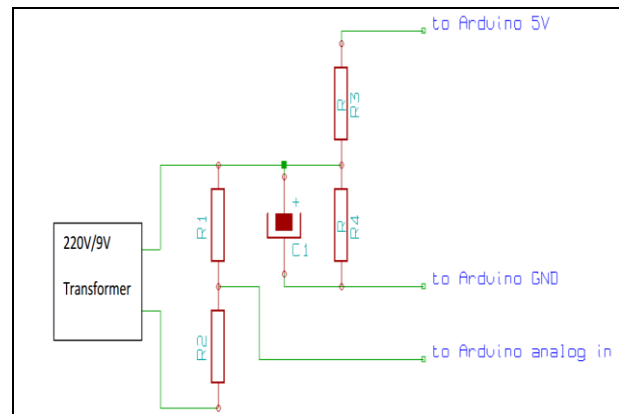 to Arduino 5V
R
R3
R1
+
C1
R
R4
220V/9V
Transformer
to Arduino GND
R2
to Arduino analog in